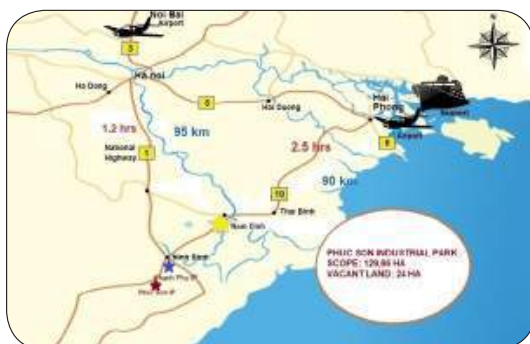 Noi Bai
Airport
3
HA noi
Ha Dong
5
Hai Duong
Hai
Phong
Seaport
Airport
1.2 hrs
95 km
2.5 hrs
National
Highway
1
90 km
10
Thai Binh
Nam Dinh
Ninh Binh
PHUC SON INDUSTRIAL PARK
SCOPE: 129,96 HA
VACANT LAND: 24 HA